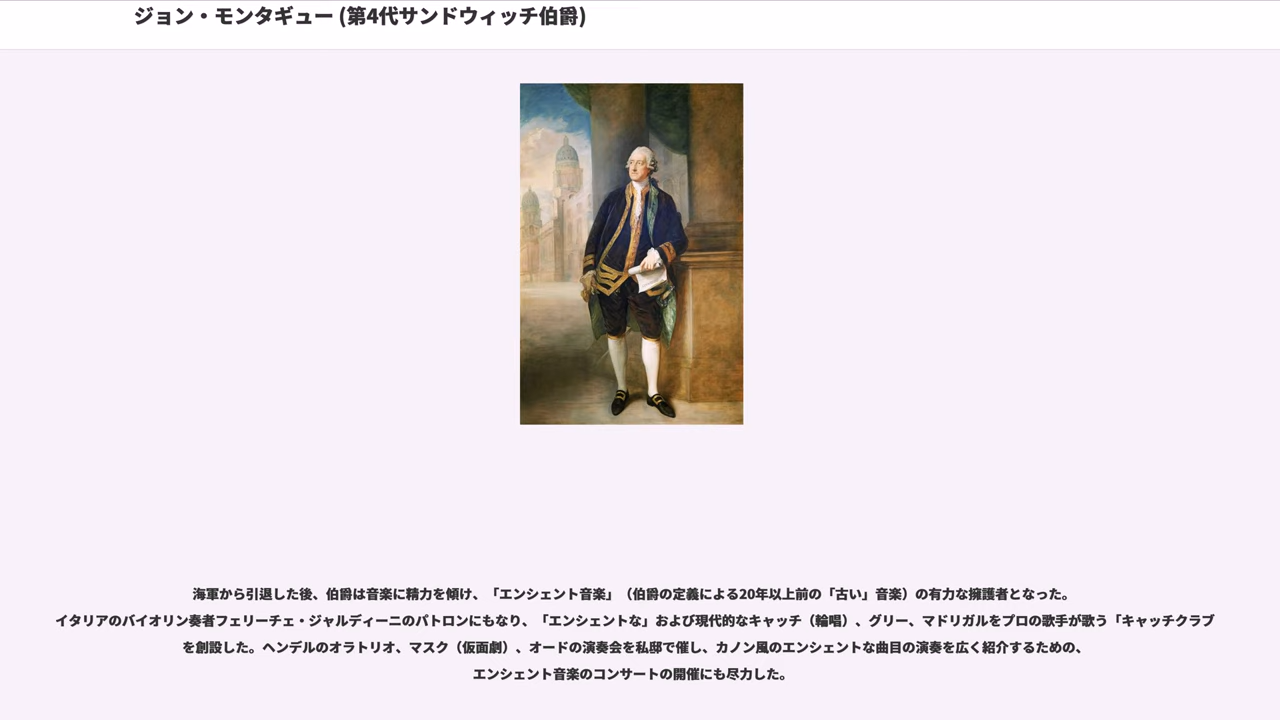 ジョン・モンタギュー (第4代サンドウィッチ伯爵)
海軍から引退した後、伯爵は音楽に精力を傾け、「エンシェント音楽」（伯爵の定義による20年以上前の「古い」音楽）の有力な擁護者となった。
イタリアのバイオリン奏者フェリーチェ・ジャルディーニのパトロンにもなり、「エンシェントな」および現代的なキャッチ（輪唱）、グリー、マドリガルをプロの歌手が歌う「キャッチクラブ
を創設した。ヘンデルのオラトリオ、マスク（仮面劇）、オードの演奏会を私邸で催し、カノン風のエンシェントな曲目の演奏を広く紹介するための、
エンシェント音楽のコンサートの開催にも尽力した。